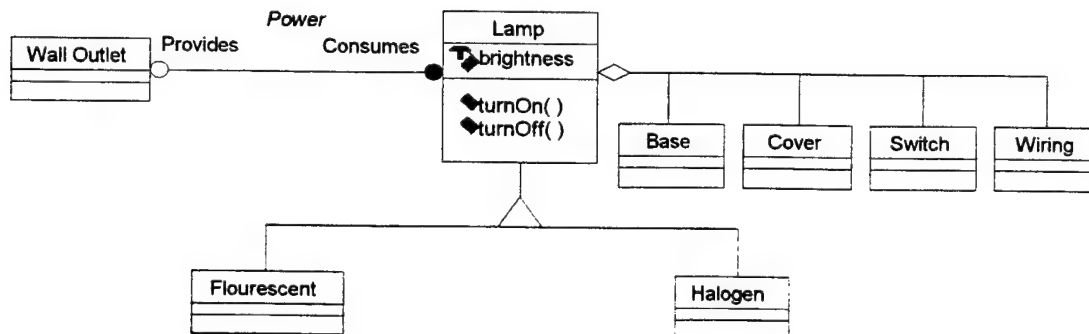 Power
Wall Outlet
Provides
Consumes
Lamp
brightness
turnOn( )
turnOff( )
Base
Cover
Switch
Wiring
Flourescent
Halogen